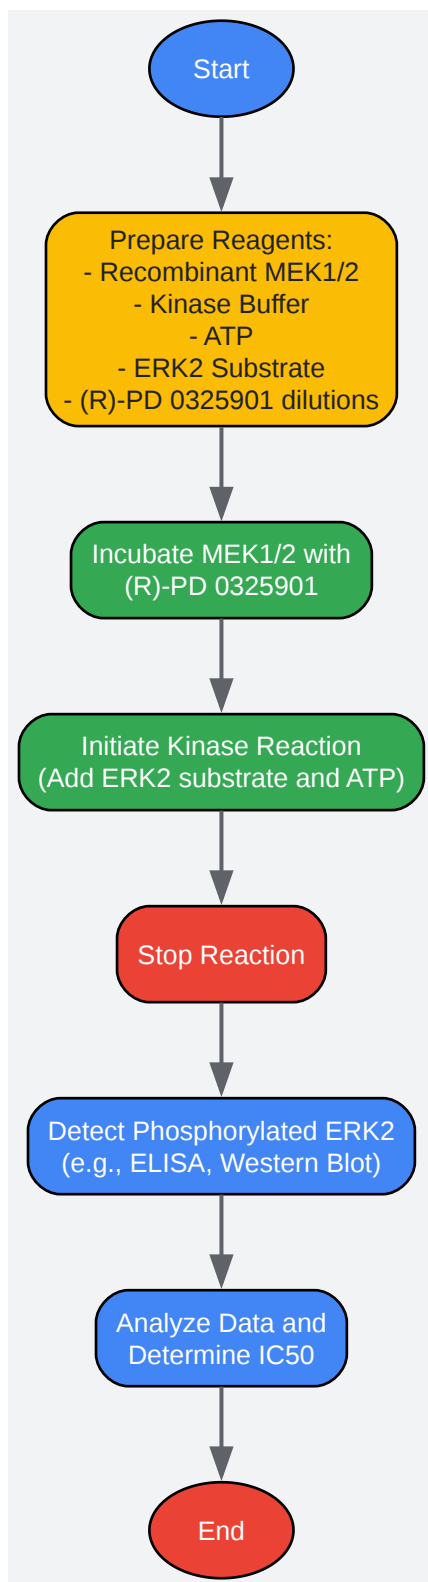 Start
Prepare Reagents:
- Recombinant MEK1/2
- Kinase Buffer
- ATP
- ERK2 Substrate
- (R)-PD 0325901 dilutions
Incubate MEK1/2 with
(R)-PD 0325901
Initiate Kinase Reaction
(Add ERK2 substrate and ATP)
Stop Reaction
Detect Phosphorylated ERK2
(e.g., ELISA, Western Blot)
Analyze Data and
Determine IC50
End